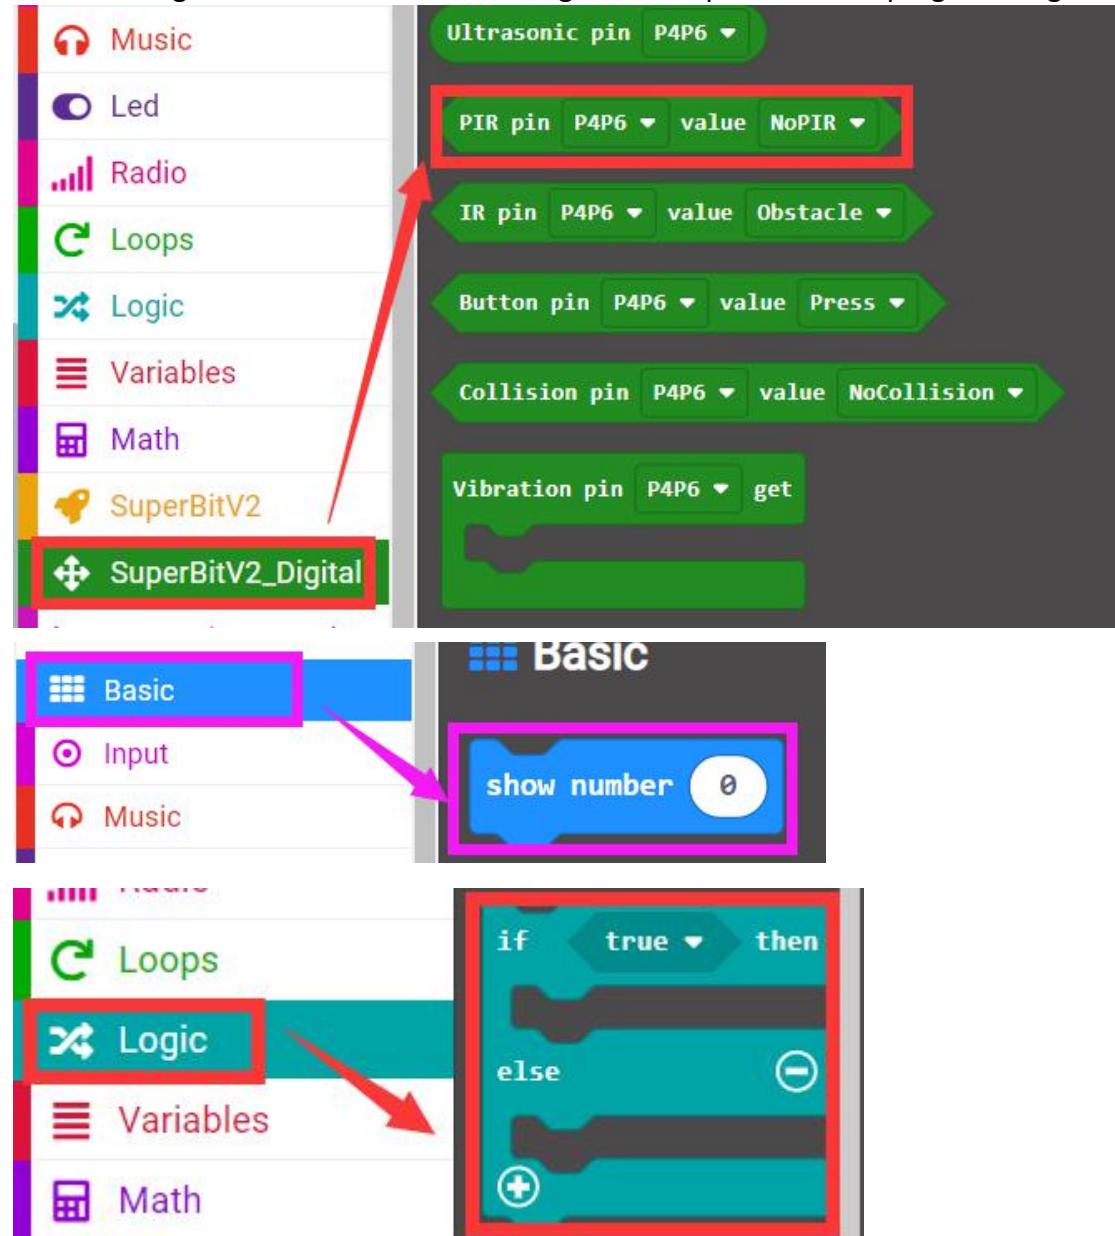 Music
Led
Radio
Loops
Logic
Variables
Math
SuperBitV2
SuperBitV2_Digital
Ultrasonic pin P4P6
PIR pin P4P6 value NoPIR
IR pin P4P6 value Obstacle
Button pin P4P6 value Press
Collision pin P4P6 value NoCollision
Vibration pin P4P6 get
Basic
Input
Music
Basic
show number 0
Loops
Logic
Variables
Math
if true then
else